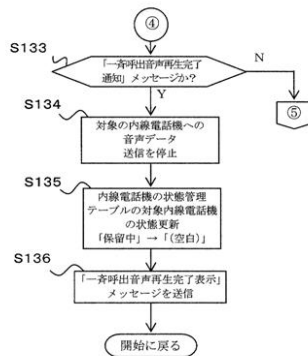 ④
S133
「一斉呼出音声再生完了
通知」メッセージか?
N
Y
⑤
S134
対象の内線電話機への
音声データ
送信を停止
S135
内線電話機の状態管理
テーブルの対象内線電話機
の状態更新
「保留中」→「(空白)」
S136
「一斉呼出音声再生完了表示」
メッセージを送信
開始に戻る